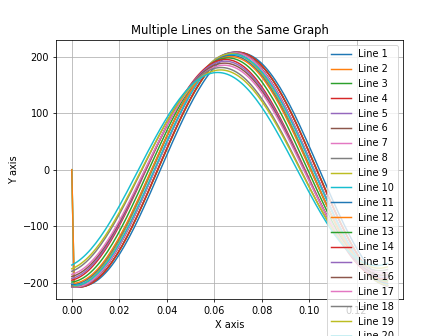 Multiple Lines on the Same Graph
200
100
0
−100
−200
Y axis
0.00
0.02
0.04
0.06
0.08
0.10
X axis
Line 1
Line 2
Line 3
Line 4
Line 5
Line 6
Line 7
Line 8
Line 9
Line 10
Line 11
Line 12
Line 13
Line 14
Line 15
Line 16
Line 17
Line 18
Line 19
Line 20